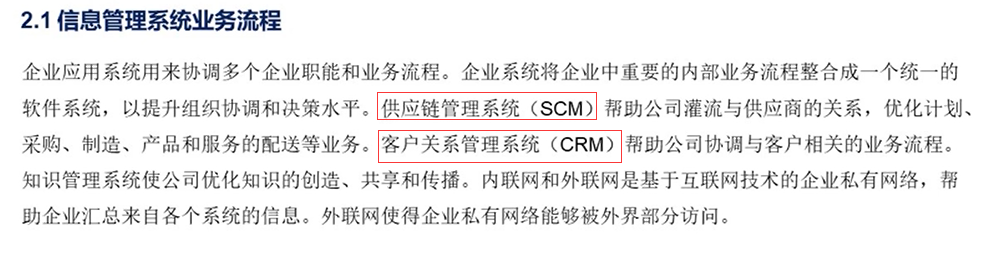 2.1 信息管理系统业务流程
企业应用系统用来协调多个企业职能和业务流程。企业系统将企业中重要的内部业务流程整合成一个统一的
软件系统，以提升组织协调和决策水平。供应链管理系统（SCM）帮助公司灌流与供应商的关系，优化计划、
采购、制造、产品和服务的配送等业务。客户关系管理系统（CRM）帮助公司协调与客户相关的业务流程。
知识管理系统使公司优化知识的创造、共享和传播。内联网和外联网是基于互联网技术的企业私有网络，帮
助企业汇总来自各个系统的信息。外联网使得企业私有网络能够被外界部分访问。